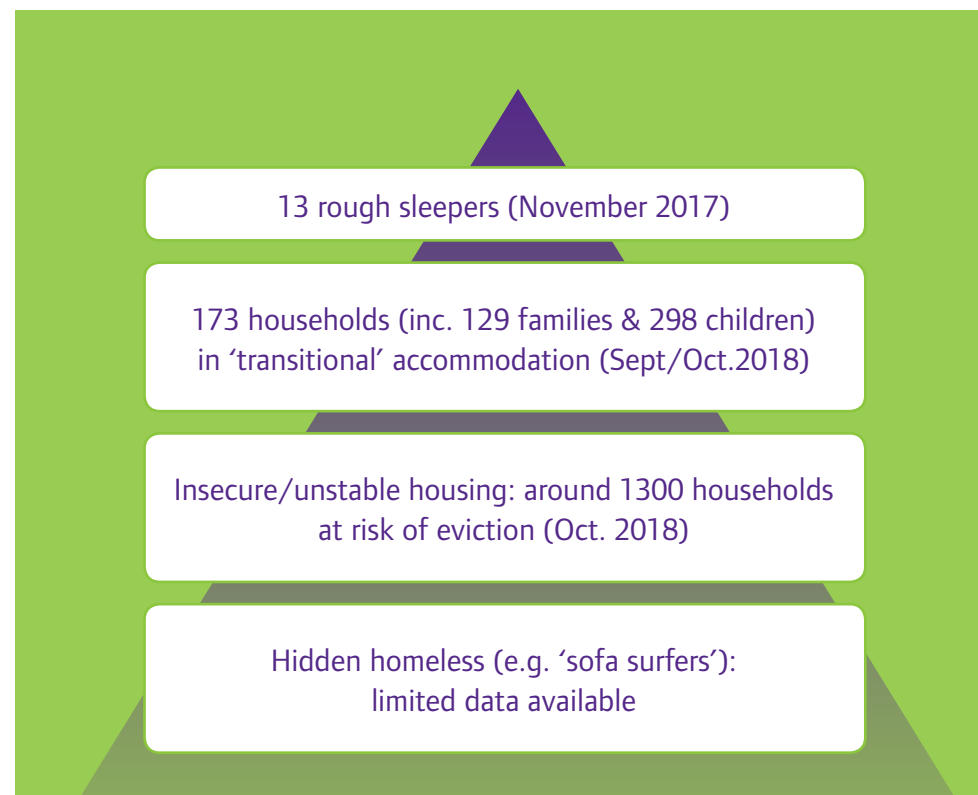 13 rough sleepers (November 2017)
173 households (inc. 129 families & 298 children)
in ‘transitional’ accommodation (Sept/Oct.2018)
Insecure/unstable housing: around 1300 households
at risk of eviction (Oct. 2018)
Hidden homeless (e.g. ‘sofa surfers’):
limited data available